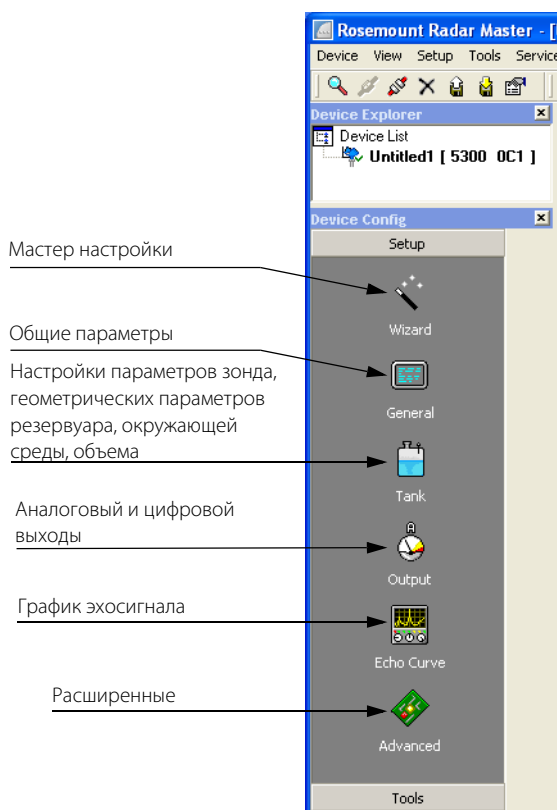 Rosemount Radar Master - [
Device View Setup Tools Service
Device Explorer
Device List
Untitled1 [ 5300 0C1 ]
Device Config
Setup
Мастер настройки
Wizard
Общие параметры
General
Настройки параметров зонда,
геометрических параметров
резервуара, окружающей
среды, объема
Tank
Аналоговый и цифровой
выходы
A
Output
График эхосигнала
Echo Curve
Расширенные
Advanced
Tools